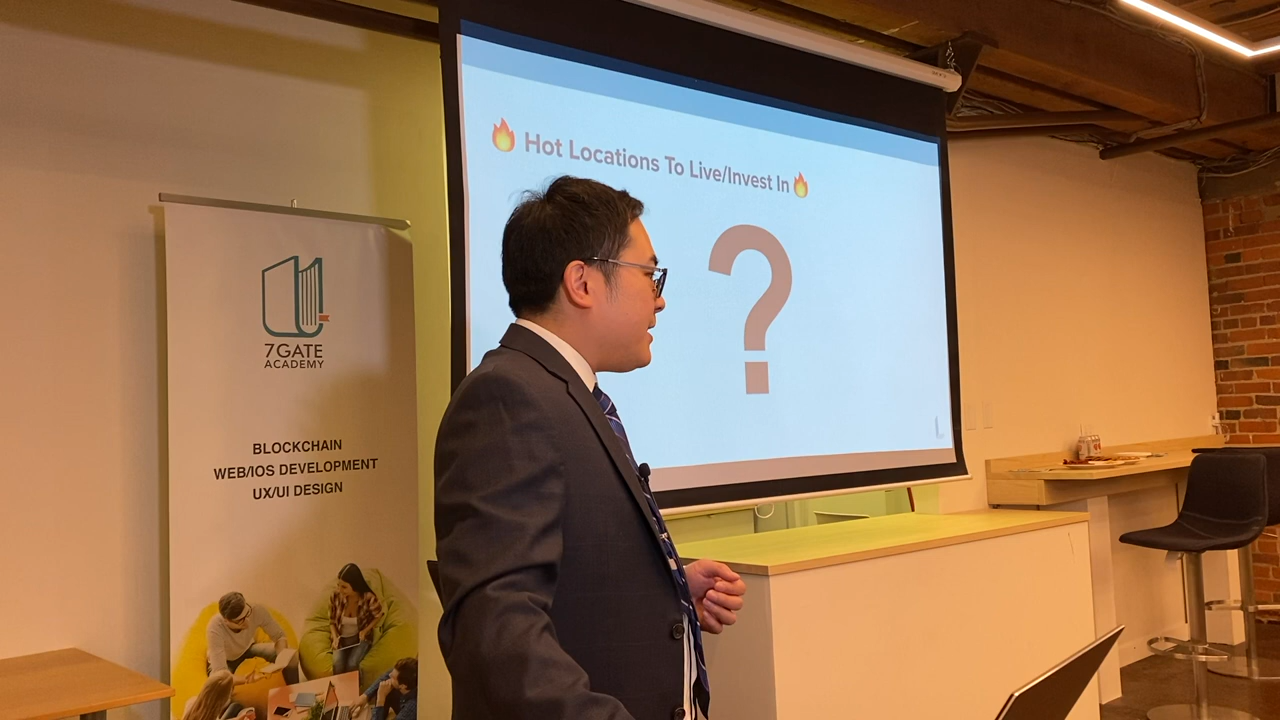 🔥 Hot Locations To Live/Invest In 🔥
?
7GATE
ACADEMY
BLOCKCHAIN
WEB/IOS DEVELOPMENT
UX/UI DESIGN